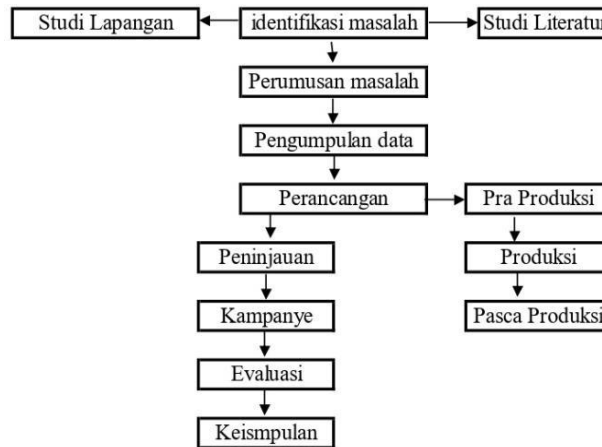 Studi Lapangan
identifikasi masalah
Studi Literatur
Perumusan masalah
Pengumpulan data
Perancangan
Pra Produksi
Peninjauan
Produksi
Kampanye
Pasca Produksi
Evaluasi
Keismpulan